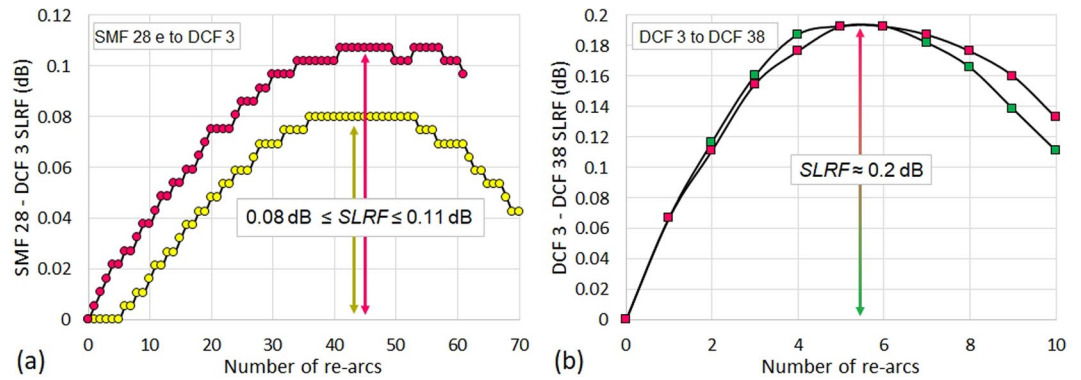 SMF 28 e to DCF 3
SMF 28 - DCF 3 SLRF (dB)
0.12
0.1
0.08
0.06
0.04
0.02
0
0.08 dB ≤ SLRF ≤ 0.11 dB
0 10 20 30 40 50 60 70
Number of re-arcs
(a)
DCF 3 to DCF 38
DCF 3 - DCF 38 SLRF (dB)
0.2
0.18
0.16
0.14
0.12
0.1
0.08
0.06
0.04
0.02
0
SLRF ≈ 0.2 dB
0 2 4 6 8 10
Number of re-arcs
(b)